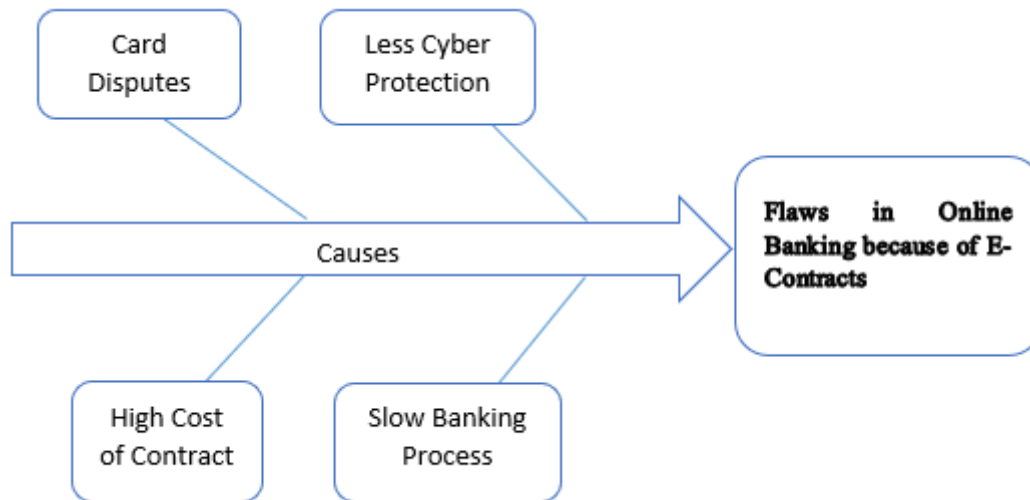 Card
Disputes
Less Cyber
Protection
Causes
Flaws in Online
Banking because of E-
Contracts
High Cost
of Contract
Slow Banking
Process